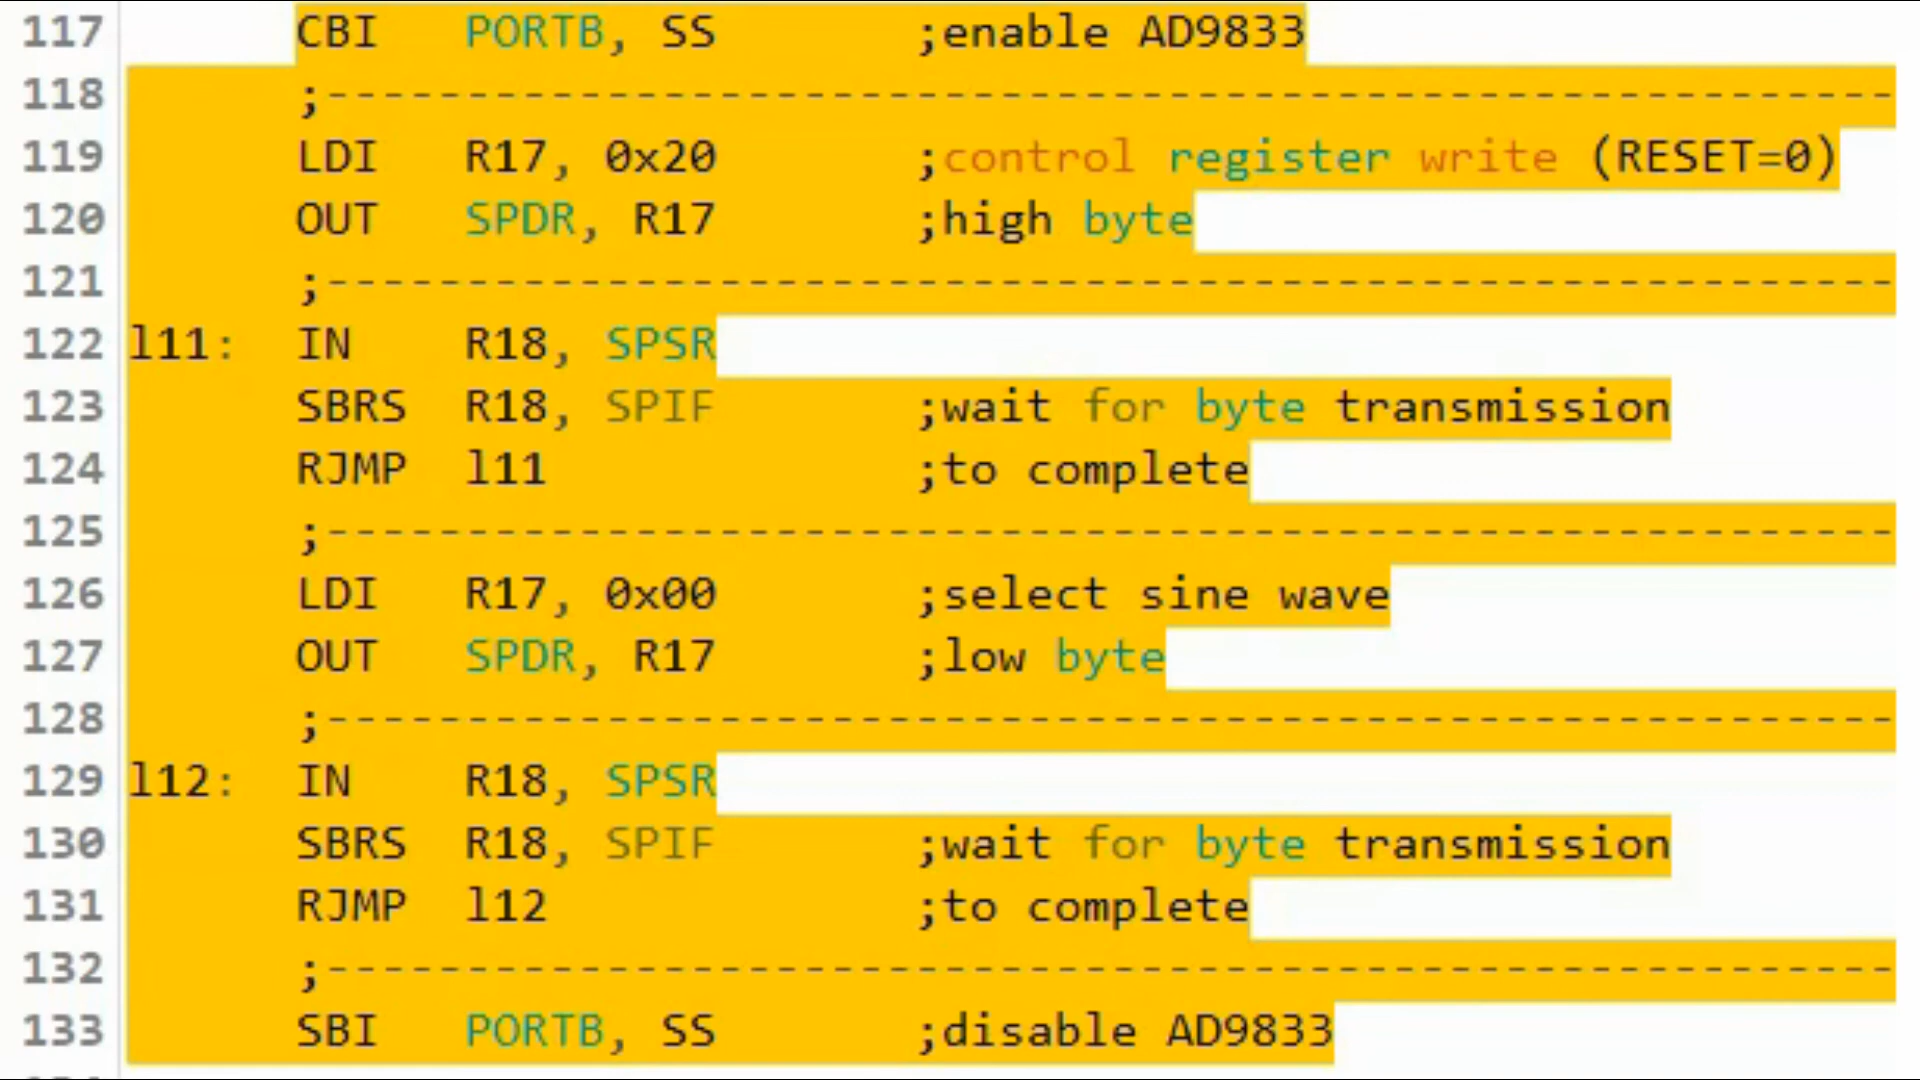 117 CBI PORTB, SS ;enable AD9833
118 ;--------------------------------------------------------
119 LDI R17, 0x20 ;control register write (RESET=0)
120 OUT SPDR, R17 ;high byte
121 ;--------------------------------------------------------
122 l11: IN R18, SPSR
123 SBRS R18, SPIF ;wait for byte transmission
124 RJMP l11 ;to complete
125 ;--------------------------------------------------------
126 LDI R17, 0x00 ;select sine wave
127 OUT SPDR, R17 ;low byte
128 ;--------------------------------------------------------
129 l12: IN R18, SPSR
130 SBRS R18, SPIF ;wait for byte transmission
131 RJMP l12 ;to complete
132 ;--------------------------------------------------------
133 SBI PORTB, SS ;disable AD9833